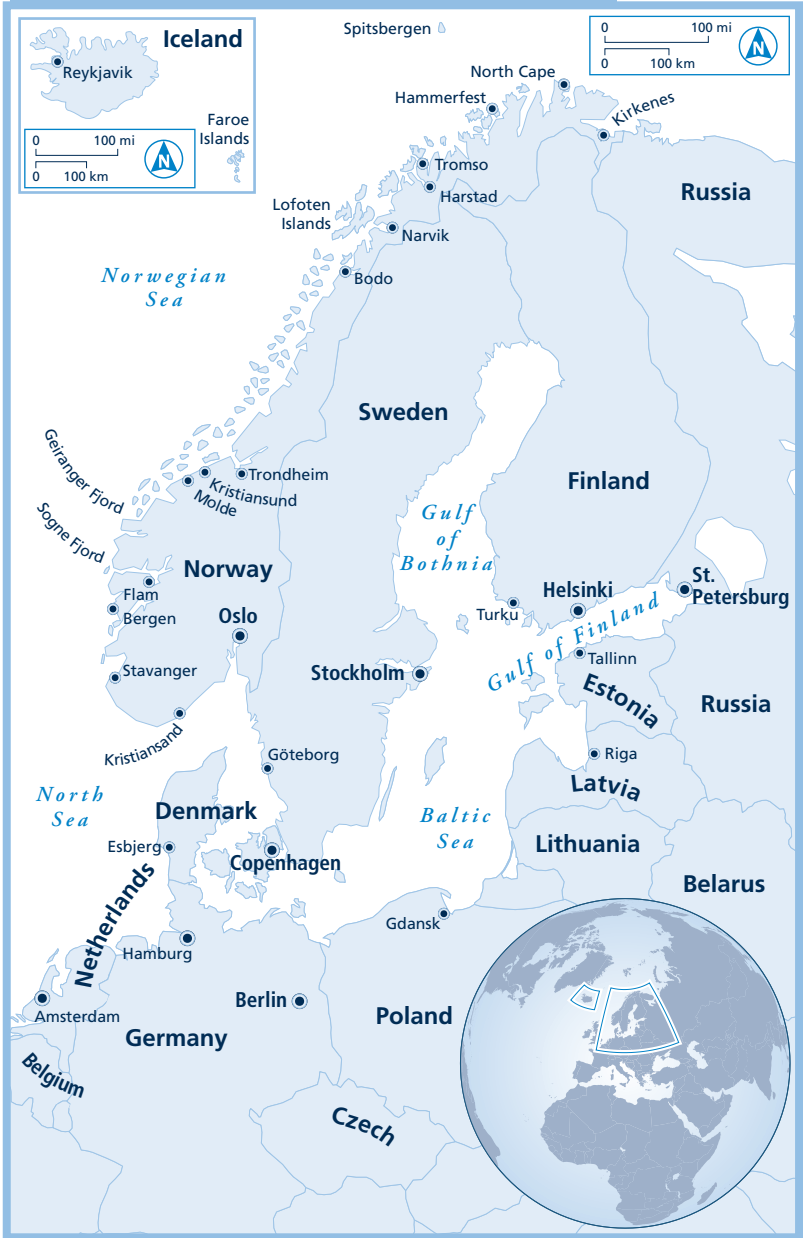 Iceland
Reykjavik
Faroe
Islands
0 100 mi
0 100 km
N
Spitsbergen
0 100 mi
0 100 km
N
North Cape
Hammerfest
Kirkenes
Tromso
Harstad
Russia
Lofoten
Islands
Narvik
Norwegian
Sea
Bodo
Sweden
Geiranger Fjord
Trondheim
Kristiansund
Molde
Finland
Sogne Fjord
Gulf
of
Bothnia
Norway
Flam
Bergen
Oslo
Turku
Helsinki
St.
Petersburg
Gulf of Finland
Stavanger
Stockholm
Tallinn
Estonia
Russia
Kristiansand
Göteborg
Riga
Latvia
North
Sea
Denmark
Baltic
Sea
Lithuania
Esbjerg
Copenhagen
Belarus
Netherlands
Gdansk
Hamburg
Amsterdam
Berlin
Poland
Germany
Belgium
Czech